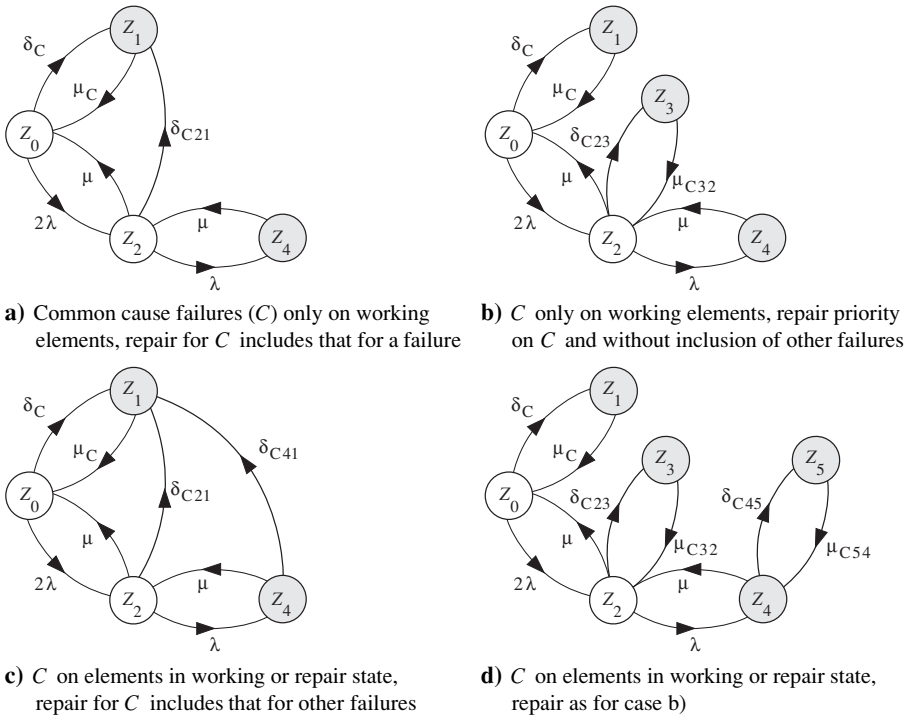 Z1
δC
μC
Z0
δC21
μ
2λ
Z2
μ
Z4
λ
a) Common cause failures (C) only on working
elements, repair for C includes that for a failure
Z1
δC
μC
Z3
Z0
δC23
μ
μC32
2λ
Z2
μ
Z4
λ
b) C only on working elements, repair priority
on C and without inclusion of other failures
Z1
δC
μC
δC41
Z0
δC21
μ
2λ
Z2
μ
Z4
λ
c) C on elements in working or repair state,
repair for C includes that for other failures
Z1
δC
μC
Z3
Z5
Z0
δC23
δC45
μ
μC32
μC54
2λ
Z2
μ
Z4
λ
d) C on elements in working or repair state,
repair as for case b)